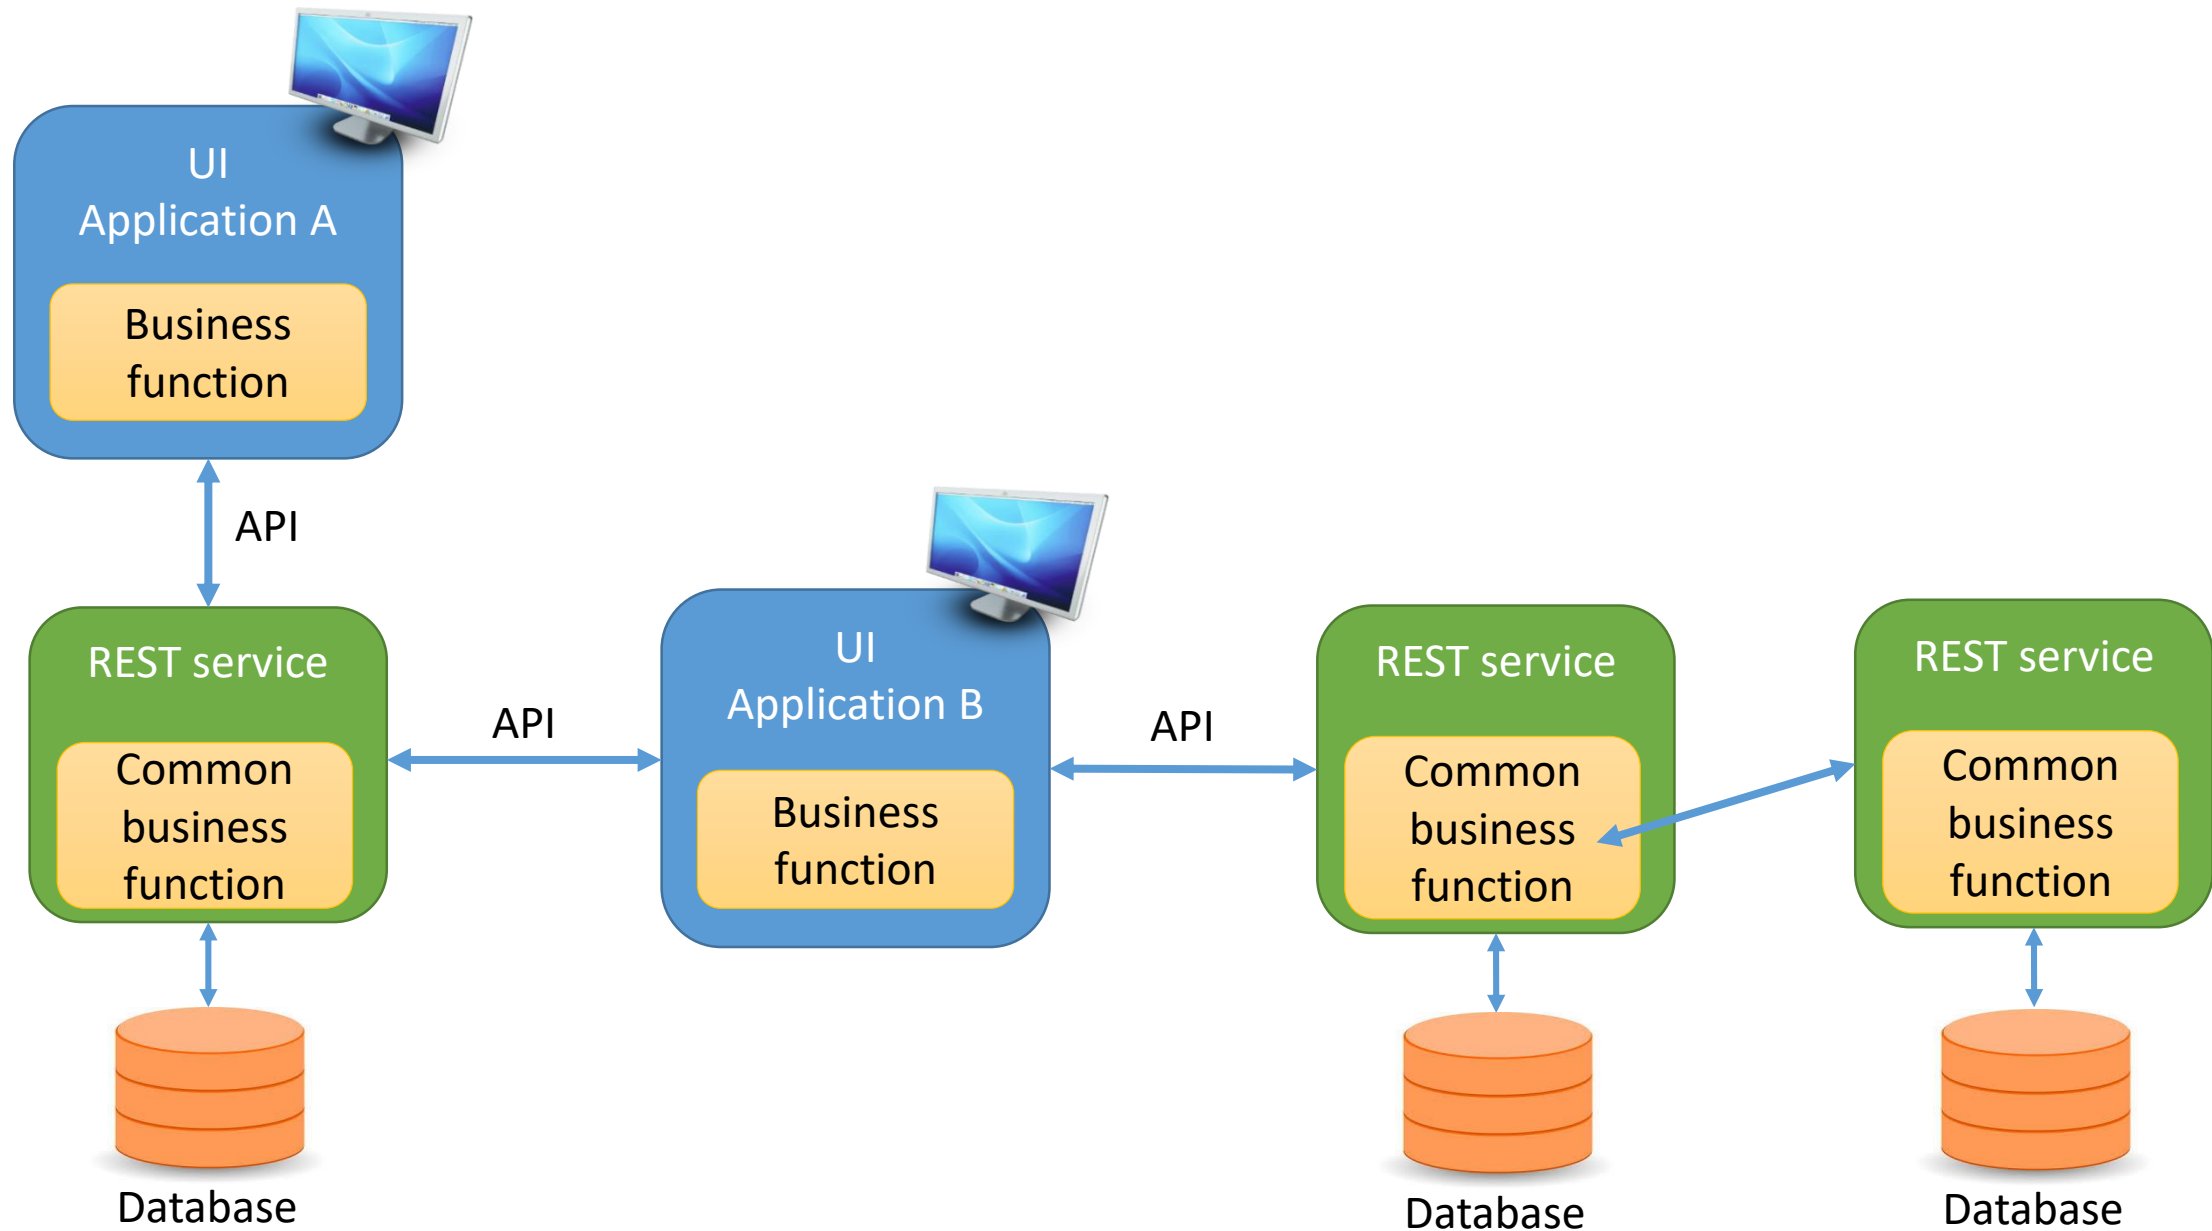 UI
Application A
Business
function
API
REST service
Common
business
function
Database
API
UI
Application B
Business
function
API
REST service
Common
business
function
Database
REST service
Common
business
function
Database